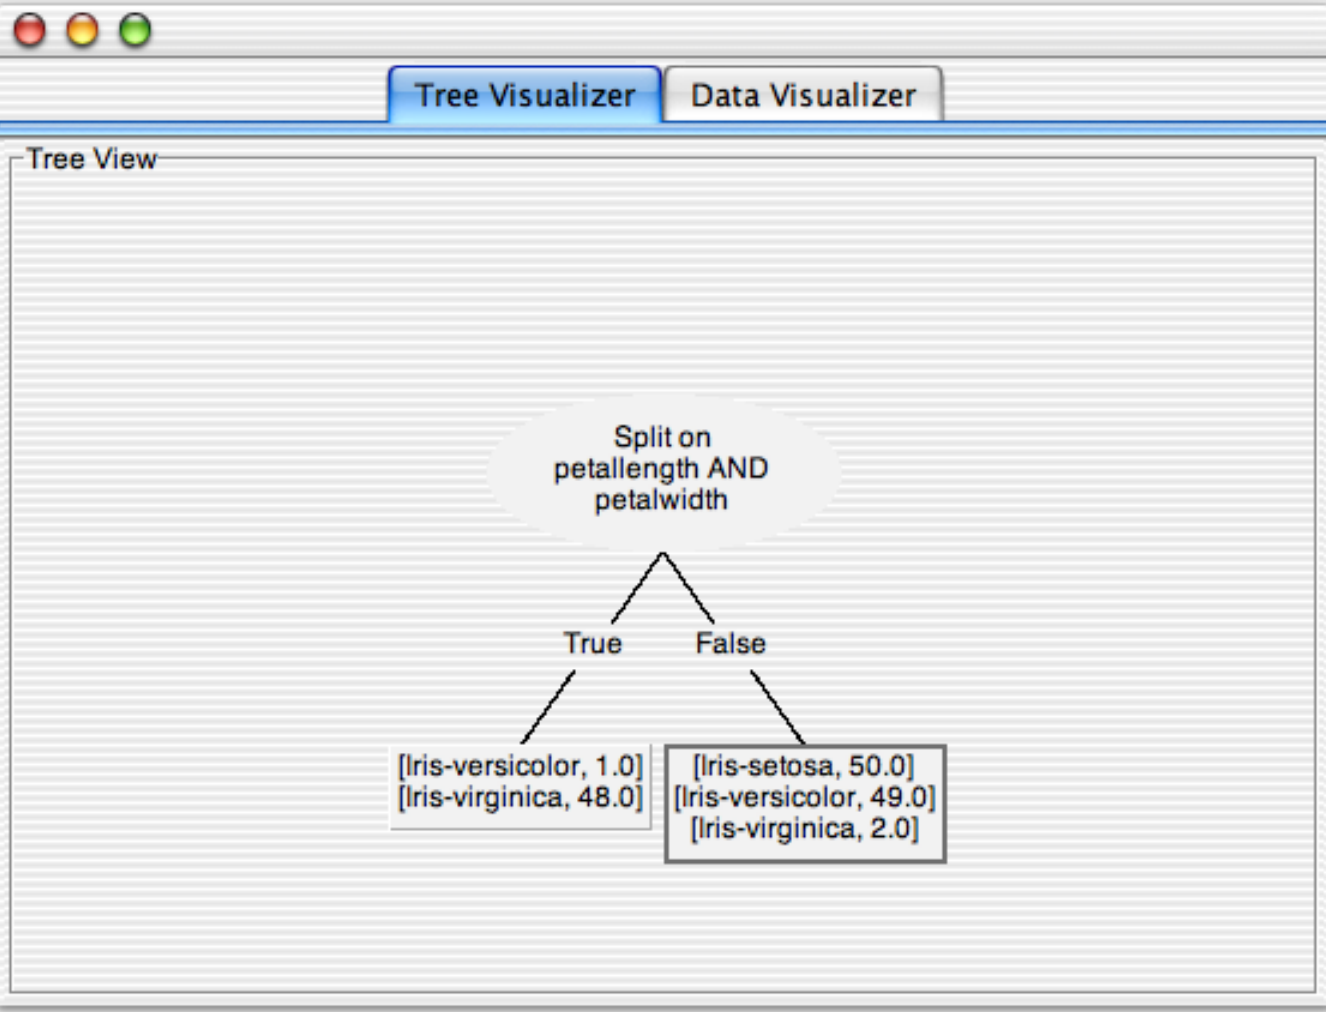 Tree Visualizer
Data Visualizer
Tree View
Split on
petallength AND
petalwidth
True
False
[Iris-versicolor, 1.0]
[Iris-virginica, 48.0]
[Iris-setosa, 50.0]
[Iris-versicolor, 49.0]
[Iris-virginica, 2.0]